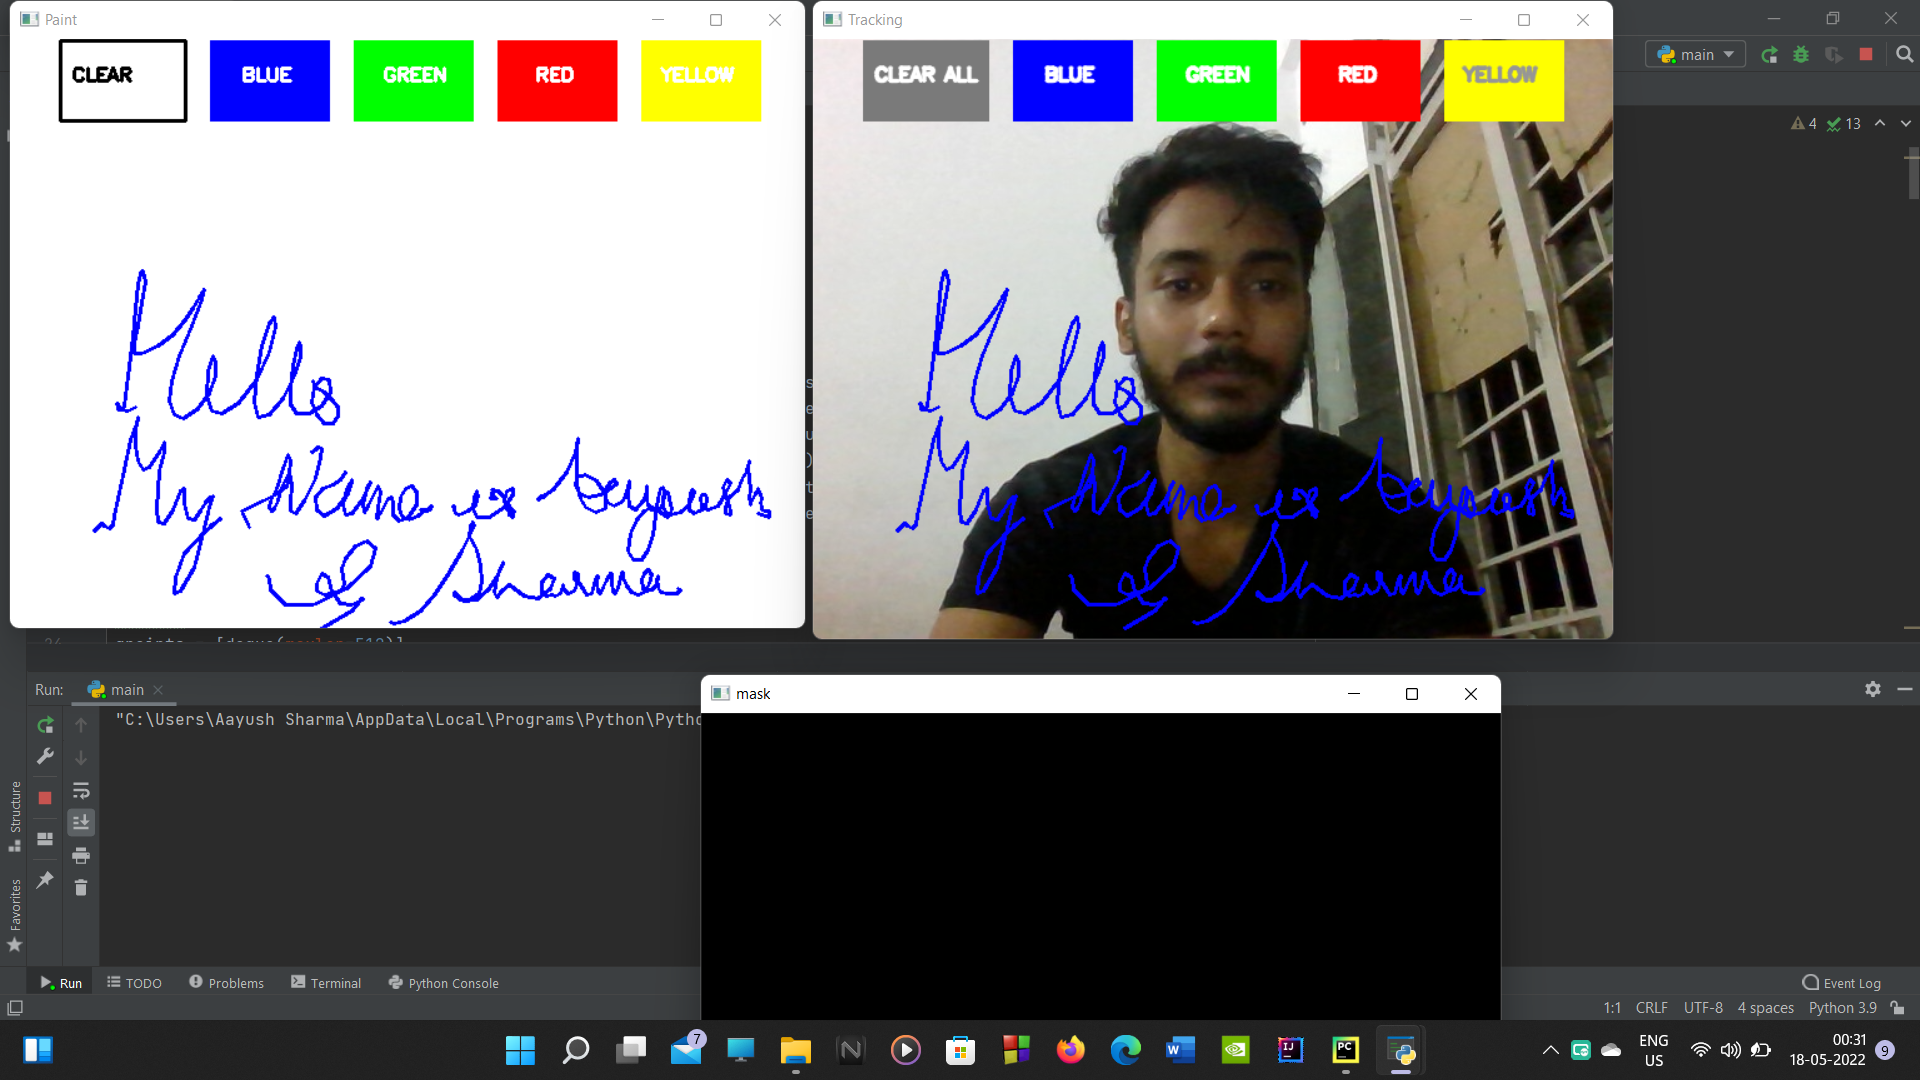 Paint
CLEAR BLUE GREEN RED YELLOW
Hello
My Name is Aayush
Sharma
Tracking
CLEAR ALL BLUE GREEN RED YELLOW
Hello
My Name is Aayush
Sharma
main
4 13
Run: main
"C:\Users\Aayush Sharma\AppData\Local\Programs\Python\Pytho
mask
Structure
Favorites
Run TODO Problems Terminal Python Console Event Log
1:1 CRLF UTF-8 4 spaces Python 3.9
7
ENG
US
00:31
18-05-2022
9